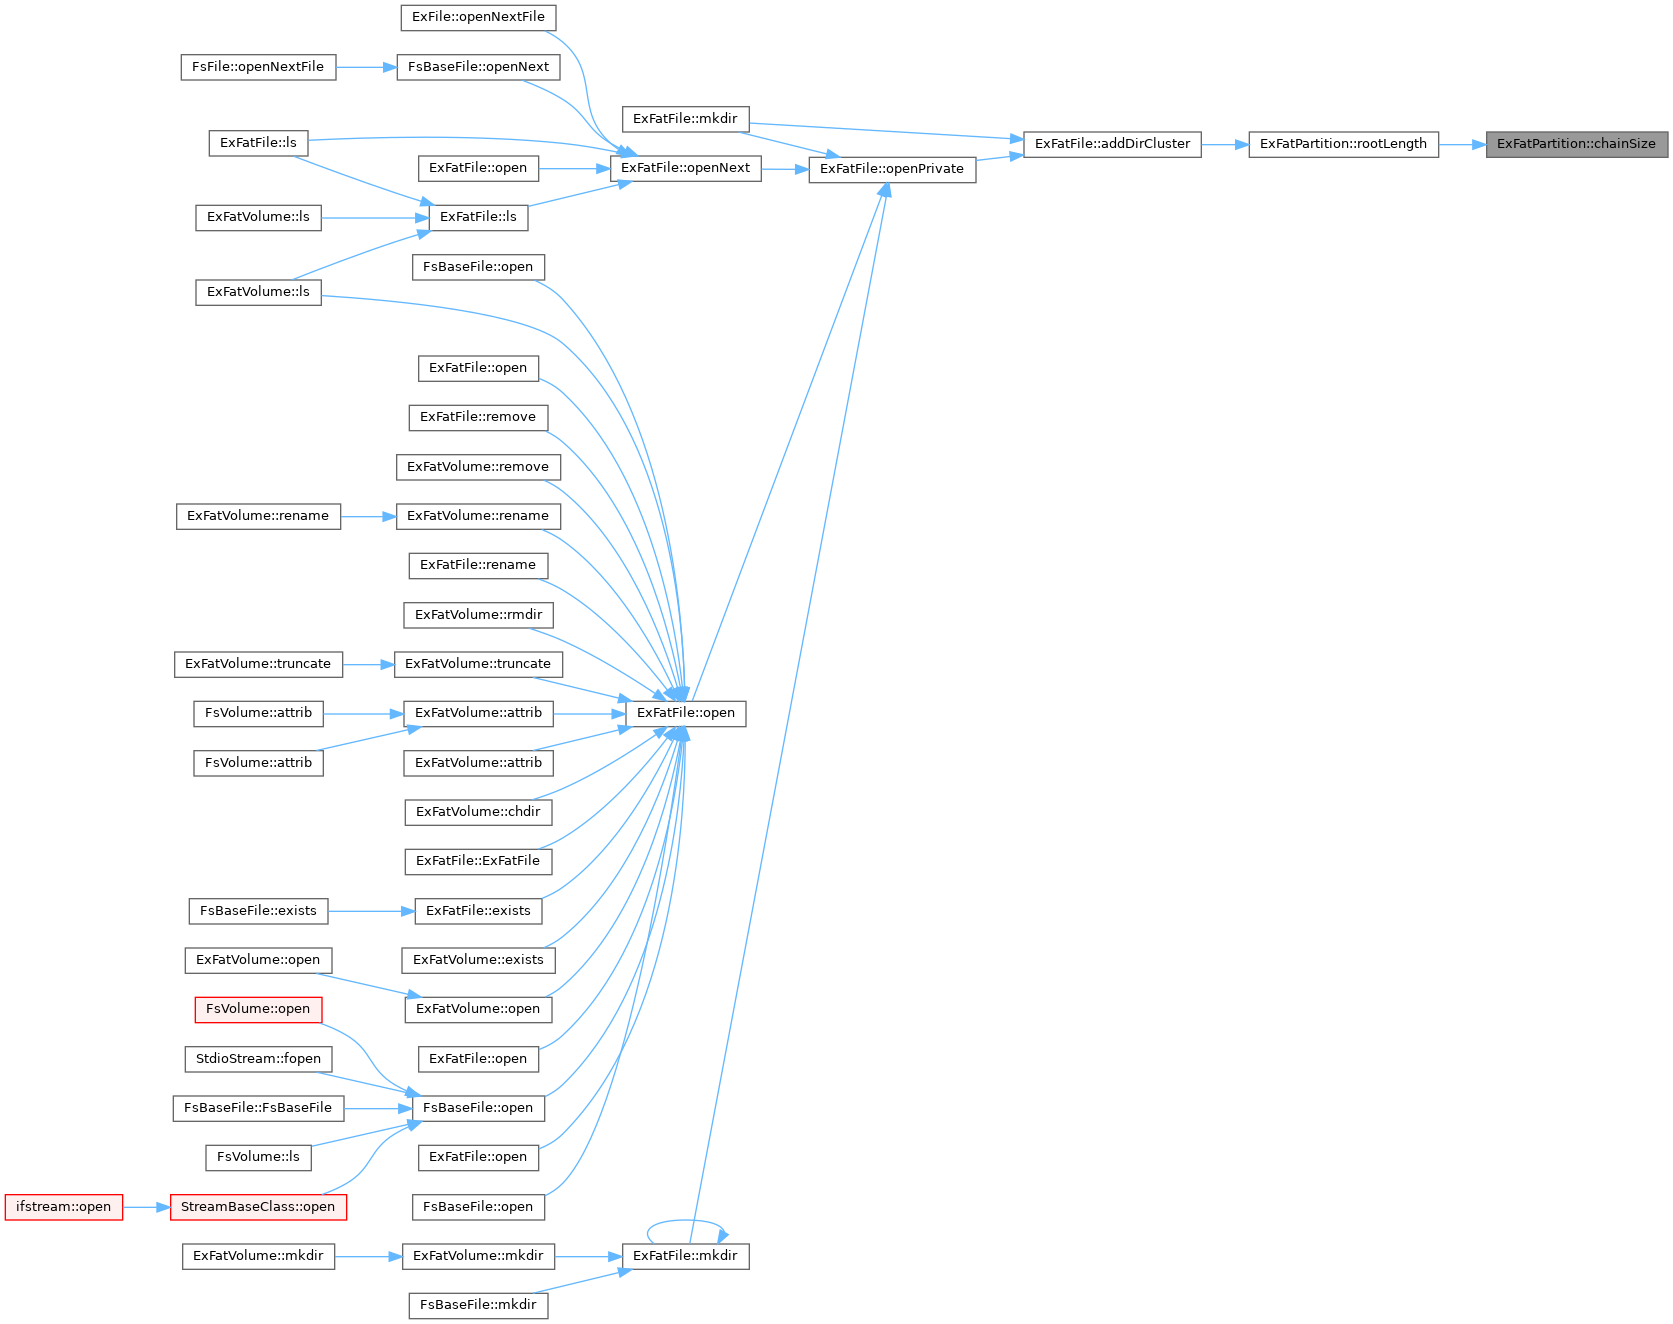 ExFile::openNextFile
FsFile::openNextFile
FsBaseFile::openNext
ExFatFile::mkdir
ExFatFile::ls
ExFatFile::addDirCluster
ExFatPartition::rootLength
ExFatPartition::chainSize
ExFatFile::open
ExFatFile::openNext
ExFatFile::openPrivate
ExFatVolume::ls
ExFatFile::ls
FsBaseFile::open
ExFatVolume::ls
ExFatFile::open
ExFatFile::remove
ExFatVolume::remove
ExFatVolume::rename
ExFatVolume::rename
ExFatFile::rename
ExFatVolume::rmdir
ExFatVolume::truncate
ExFatVolume::truncate
FsVolume::attrib
ExFatVolume::attrib
ExFatFile::open
FsVolume::attrib
ExFatVolume::attrib
ExFatVolume::chdir
ExFatFile::ExFatFile
FsBaseFile::exists
ExFatFile::exists
ExFatVolume::open
ExFatVolume::exists
FsVolume::open
ExFatVolume::open
StdioStream::fopen
ExFatFile::open
FsBaseFile::FsBaseFile
FsBaseFile::open
FsVolume::ls
ExFatFile::open
ifstream::open
StreamBaseClass::open
FsBaseFile::open
ExFatVolume::mkdir
ExFatVolume::mkdir
ExFatFile::mkdir
FsBaseFile::mkdir